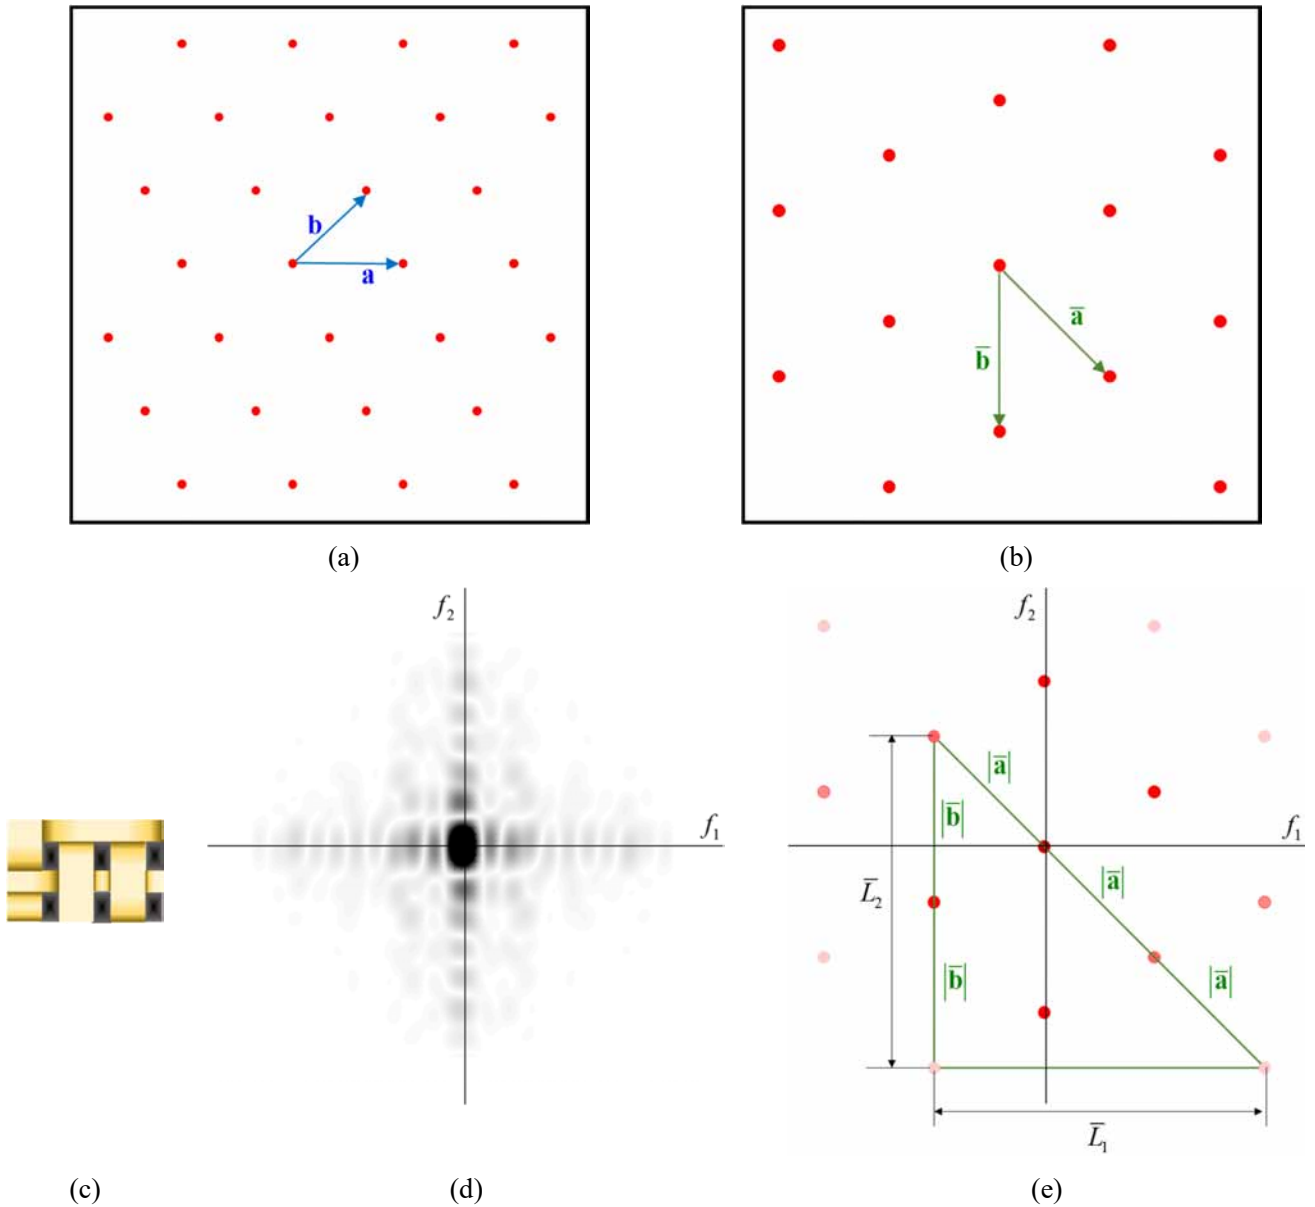 b
a
a̅
b̅
(a)
(b)
f₂
f₁
f₂
f₁
|a̅|
|b̅|
|a̅|
L̅₂
|a̅|
|b̅|
L̅₁
(c)
(d)
(e)